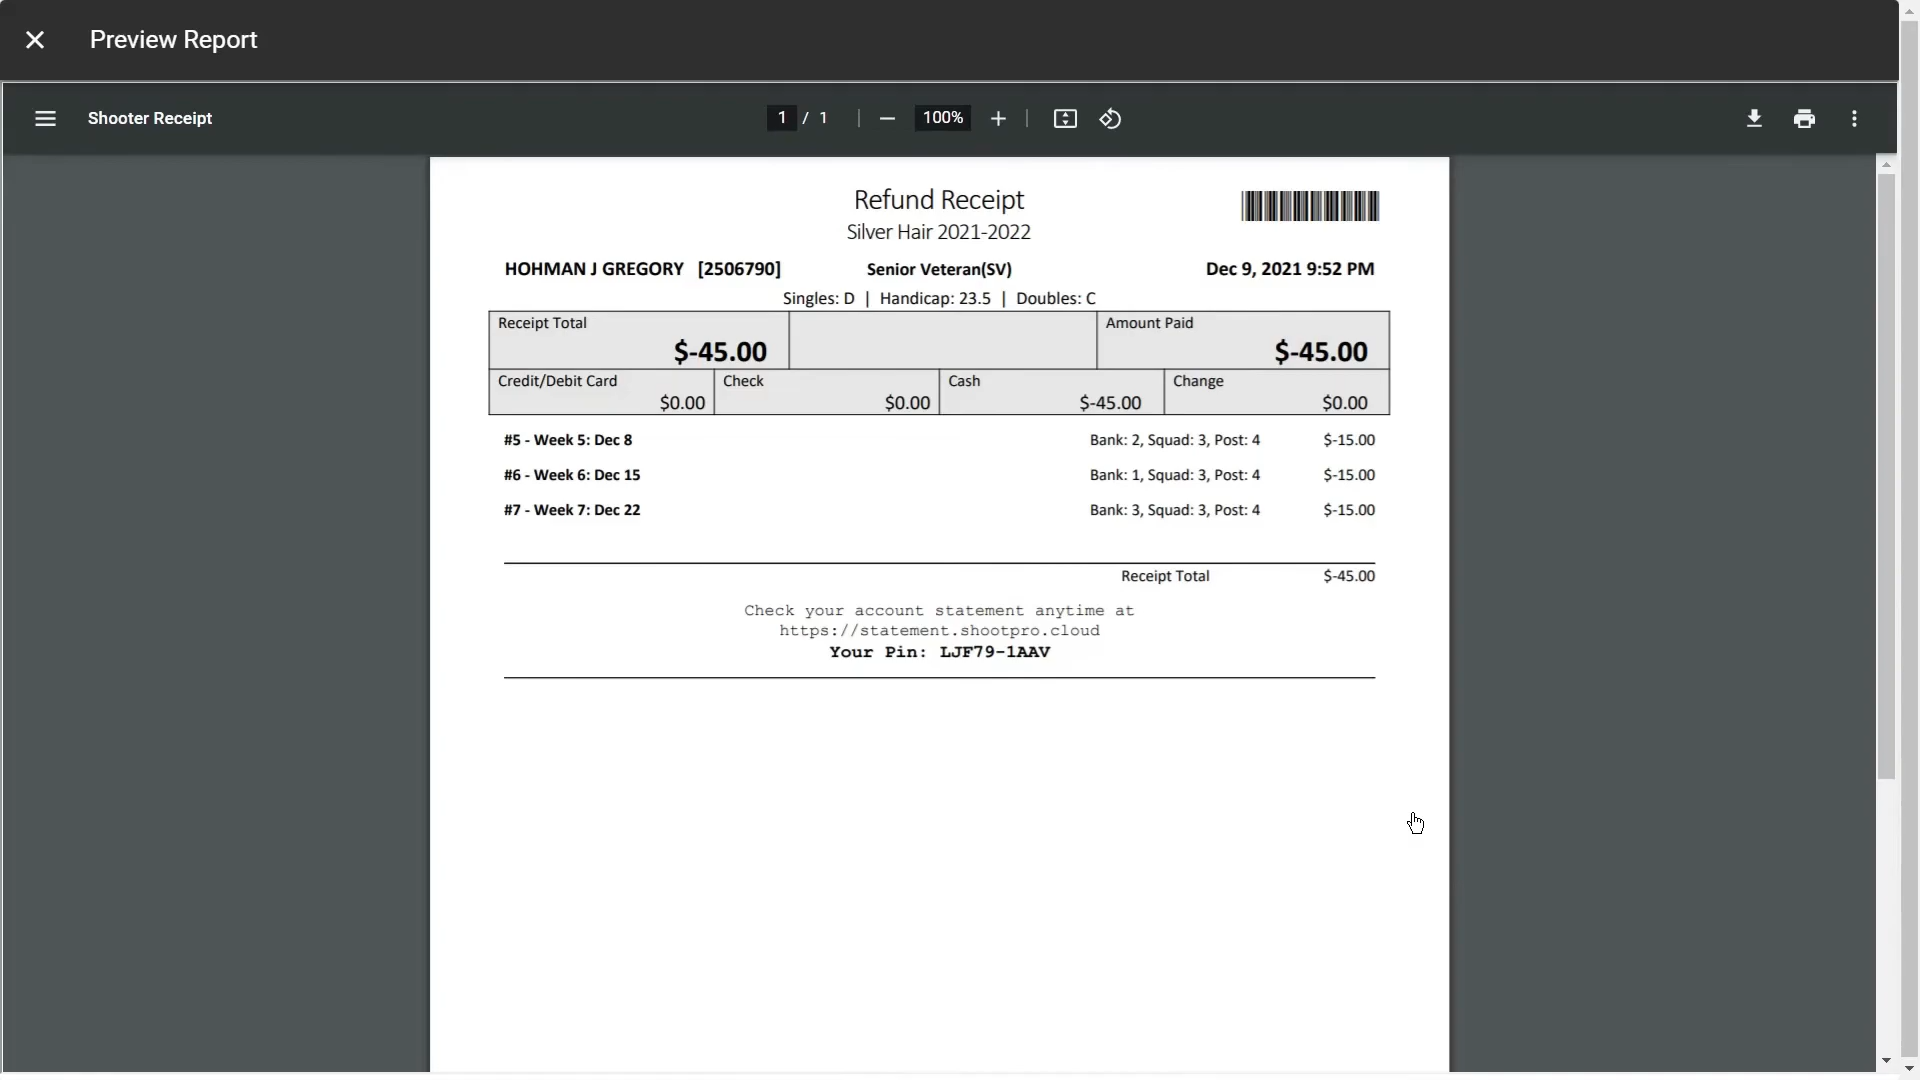 Preview Report
Shooter Receipt
1 / 1
100%
Refund Receipt
Silver Hair 2021-2022
HOHMAN J GREGORY [2506790] Senior Veteran(SV) Dec 9, 2021 9:52 PM
Singles: D | Handicap: 23.5 | Doubles: C
Receipt Total Amount Paid
$-45.00 $-45.00
Credit/Debit Card Check Cash Change
$0.00 $0.00 $-45.00 $0.00
#5 - Week 5: Dec 8 Bank: 2, Squad: 3, Post: 4 $-15.00
#6 - Week 6: Dec 15 Bank: 1, Squad: 3, Post: 4 $-15.00
#7 - Week 7: Dec 22 Bank: 3, Squad: 3, Post: 4 $-15.00
Receipt Total $-45.00
Check your account statement anytime at
https://statement.shootpro.cloud
Your Pin: LJF79-1AAV